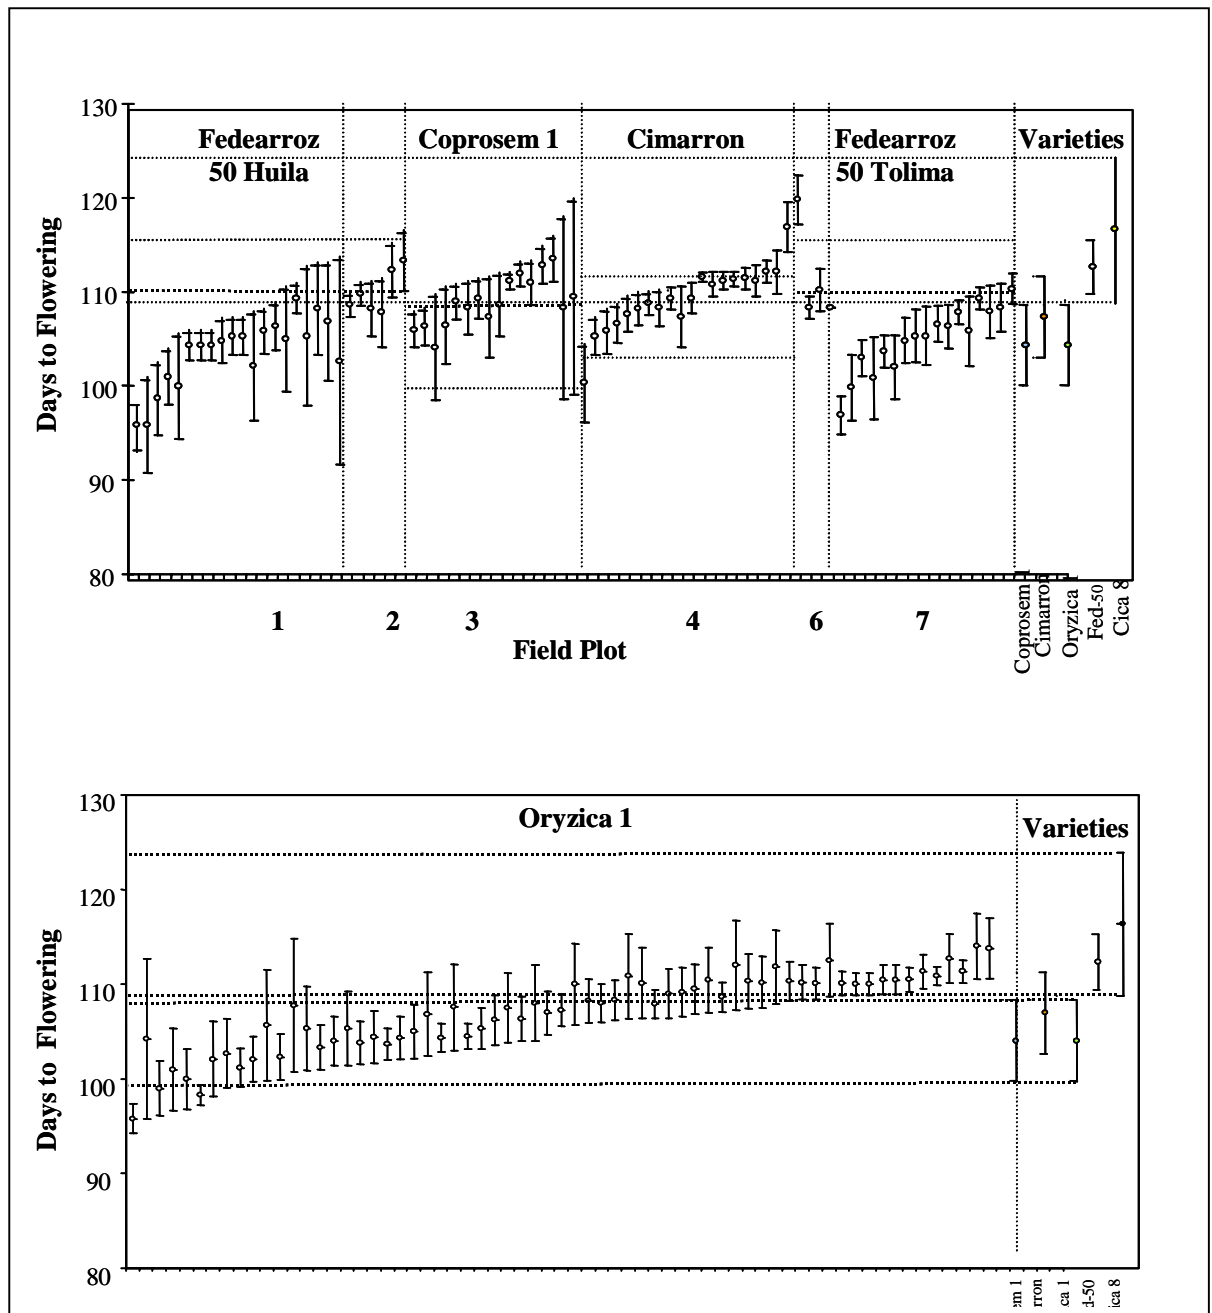 130
120
110
100
90
80
Days to Flowering
Fedearroz
50 Huila
Coprosem 1
Cimarron
Fedearroz
50 Tolima
Varieties
1
2
3
4
6
7
Coprosem
Cimarron
Oryzica
Fed-50
Cica 8
Field Plot
130
120
110
100
90
80
Days to Flowering
Oryzica 1
Varieties